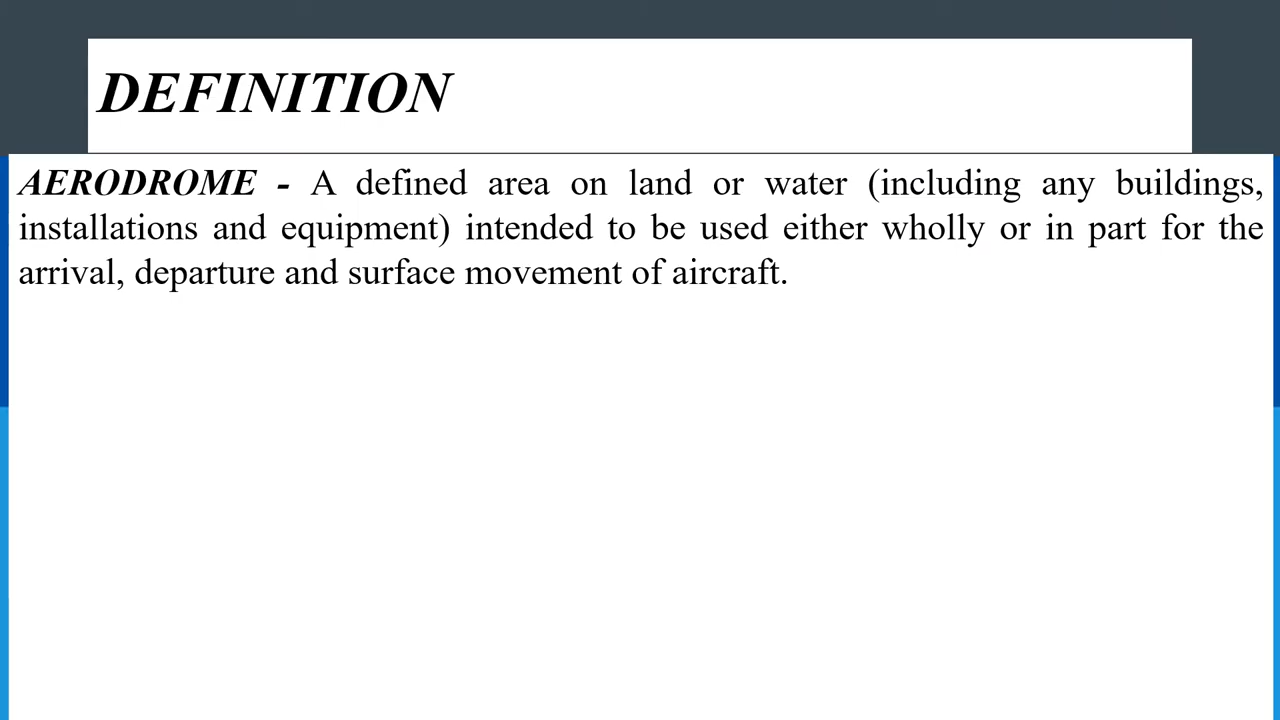 DEFINITION
AERODROME - A defined area on land or water (including any buildings,
installations and equipment) intended to be used either wholly or in part for the
arrival, departure and surface movement of aircraft.